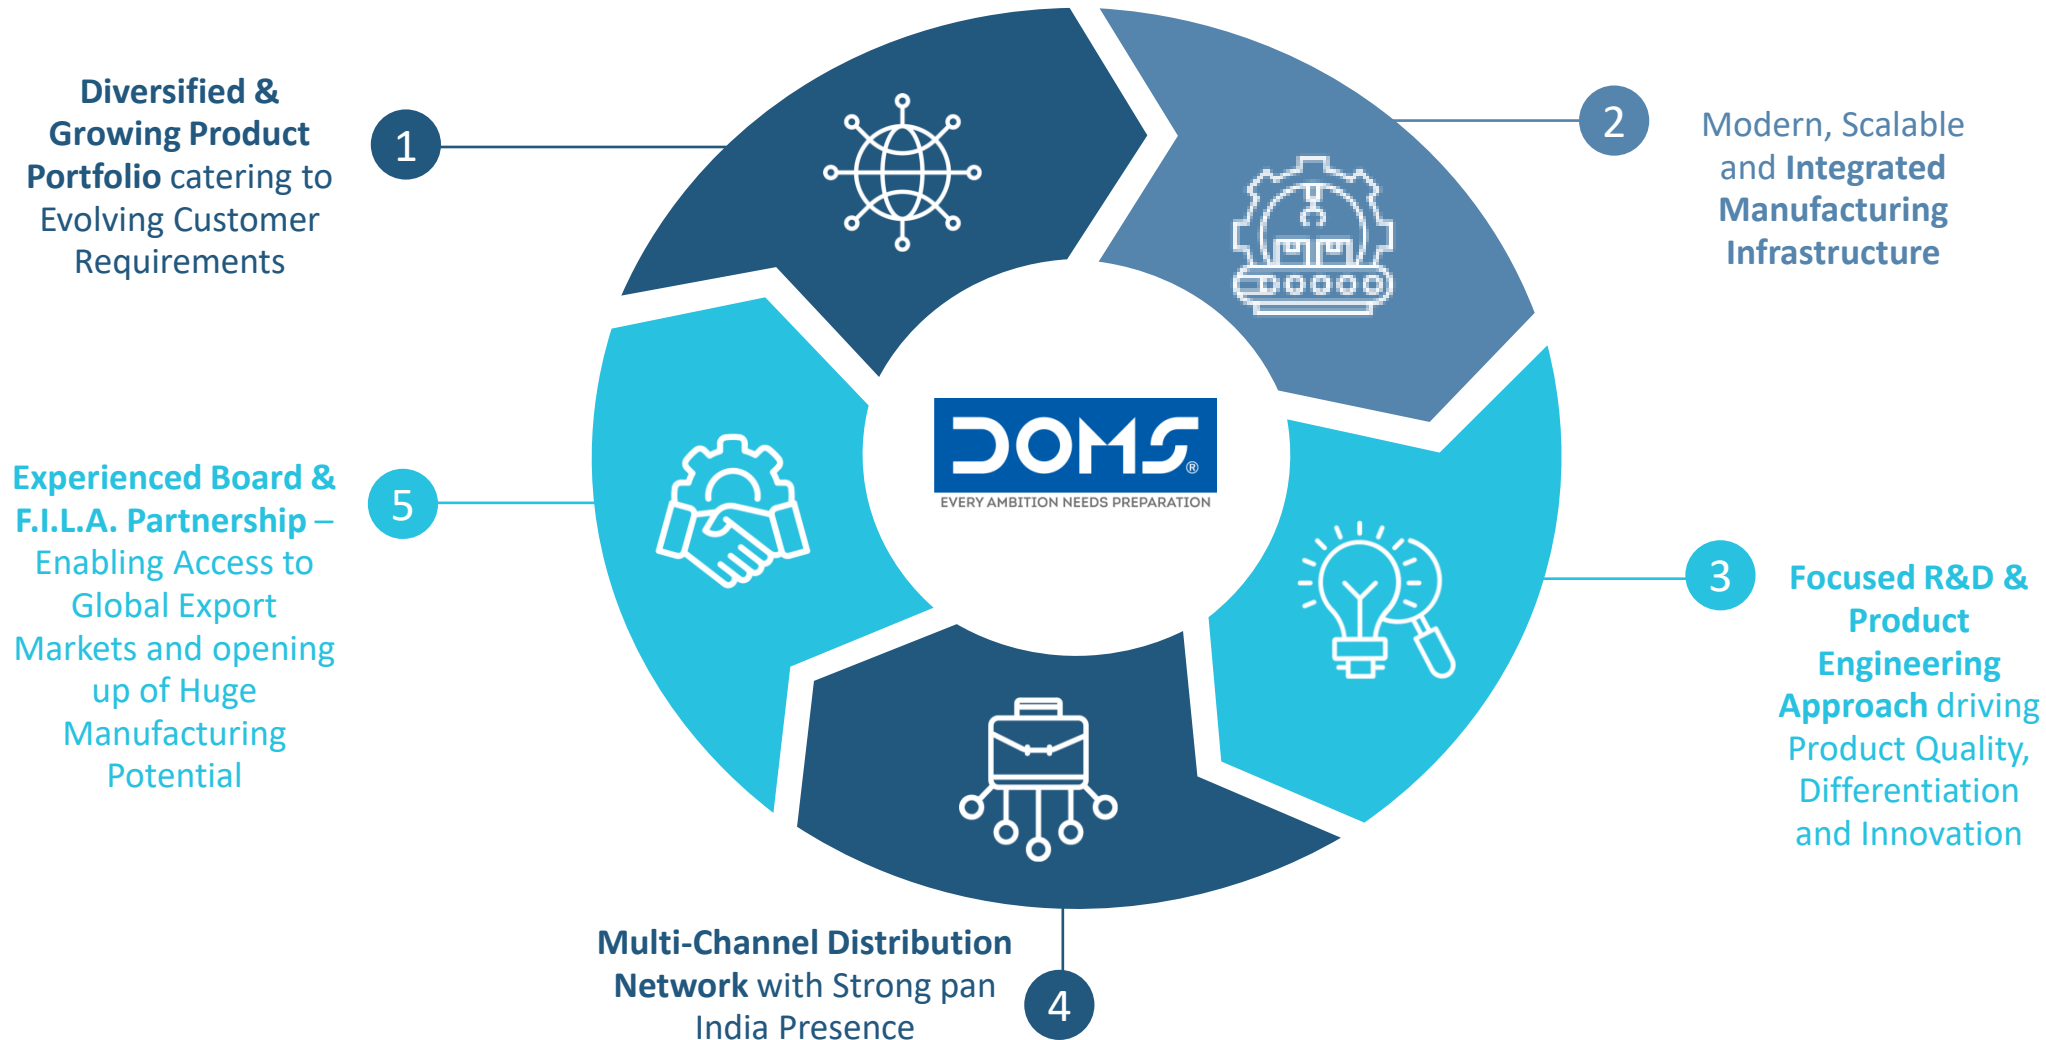 Diversified &
Growing Product
Portfolio catering to
Evolving Customer
Requirements
1
2
Modern, Scalable
and Integrated
Manufacturing
Infrastructure
DOMS®
EVERY AMBITION NEEDS PREPARATION
3
Focused R&D &
Product
Engineering
Approach driving
Product Quality,
Differentiation
and Innovation
Multi-Channel Distribution
Network with Strong pan
India Presence
4
Experienced Board &
F.I.L.A. Partnership –
Enabling Access to
Global Export
Markets and opening
up of Huge
Manufacturing
Potential
5